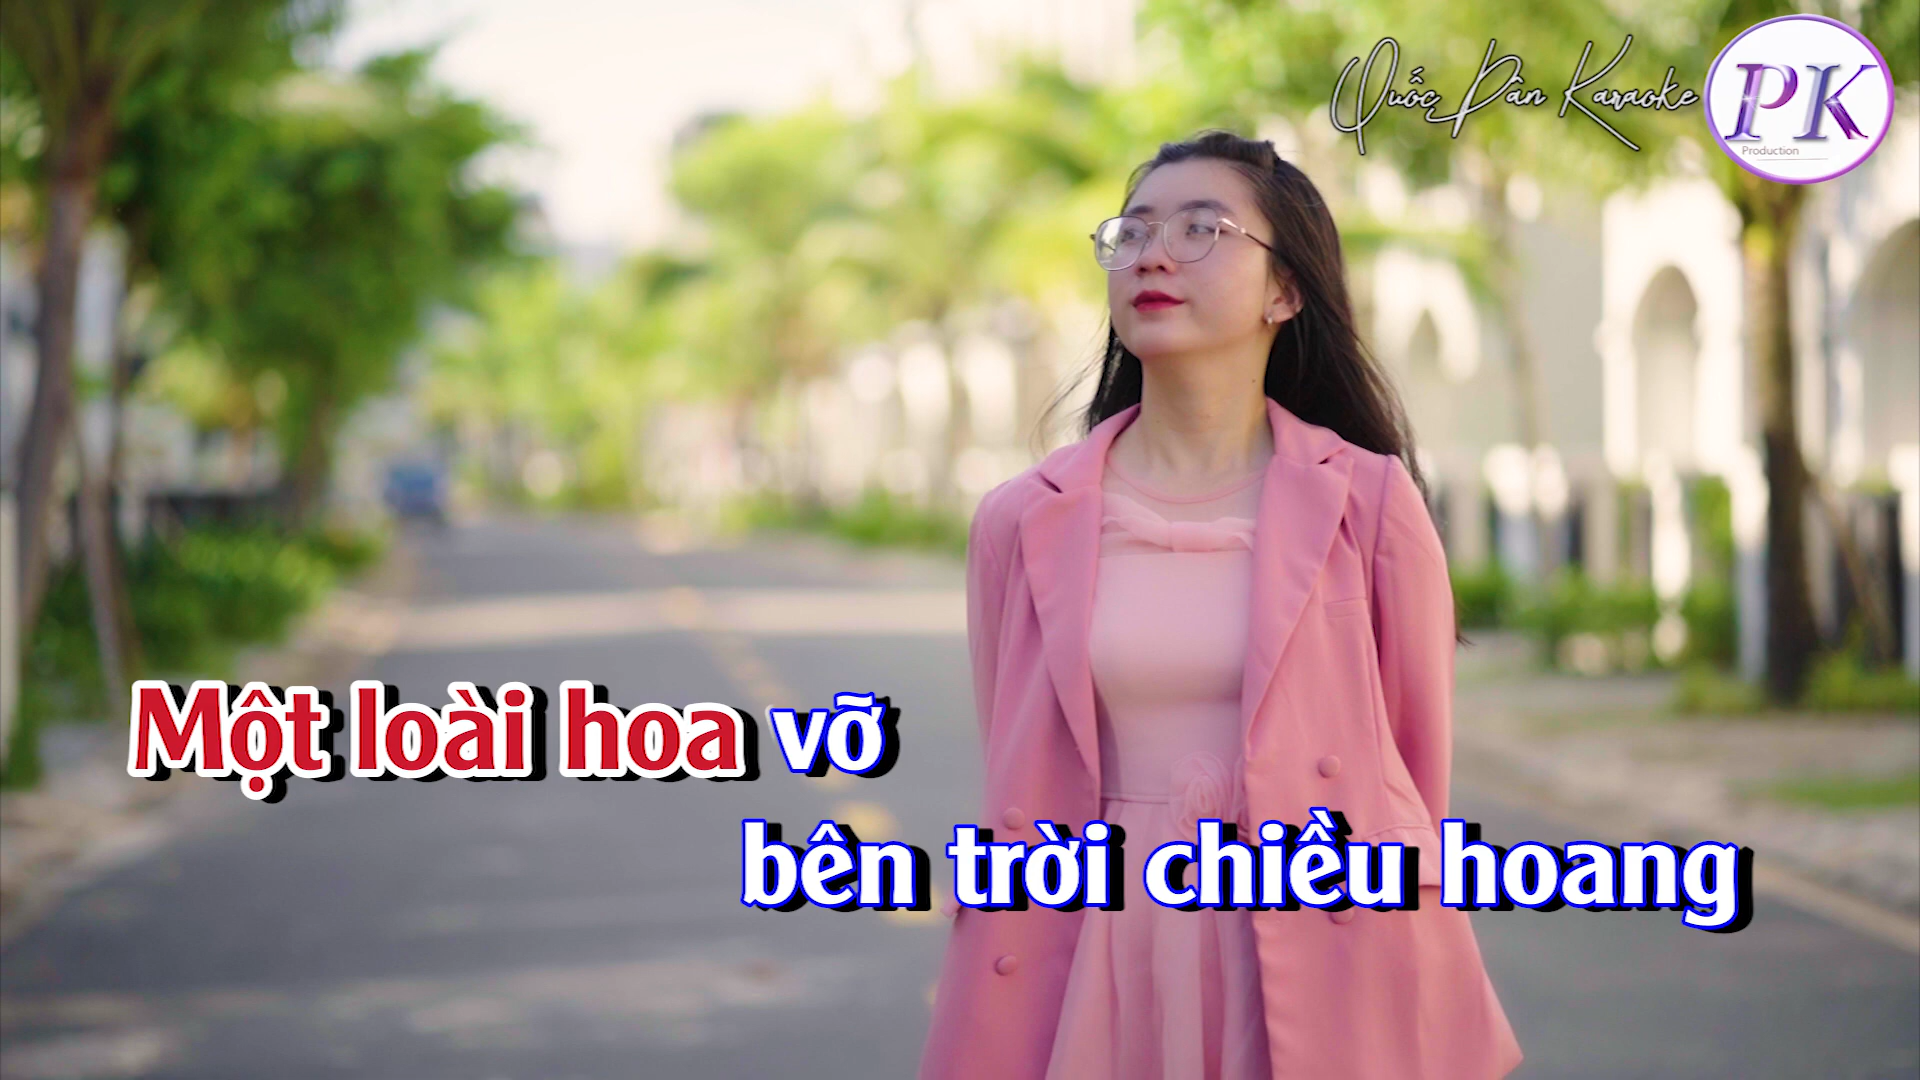 Quốc Dân Karaoke
PK
Production
Một loài hoa vỡ
bên trời chiều hoang